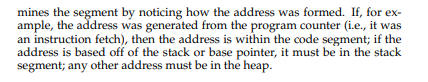 mines the segment by noticing how the address was formed. If, for ex-
ample, the address was generated from the program counter (i.e., it was
an instruction fetch), then the address is within the code segment; if the
address is based off of the stack or base pointer, it must be in the stack
segment; any other address must be in the heap.